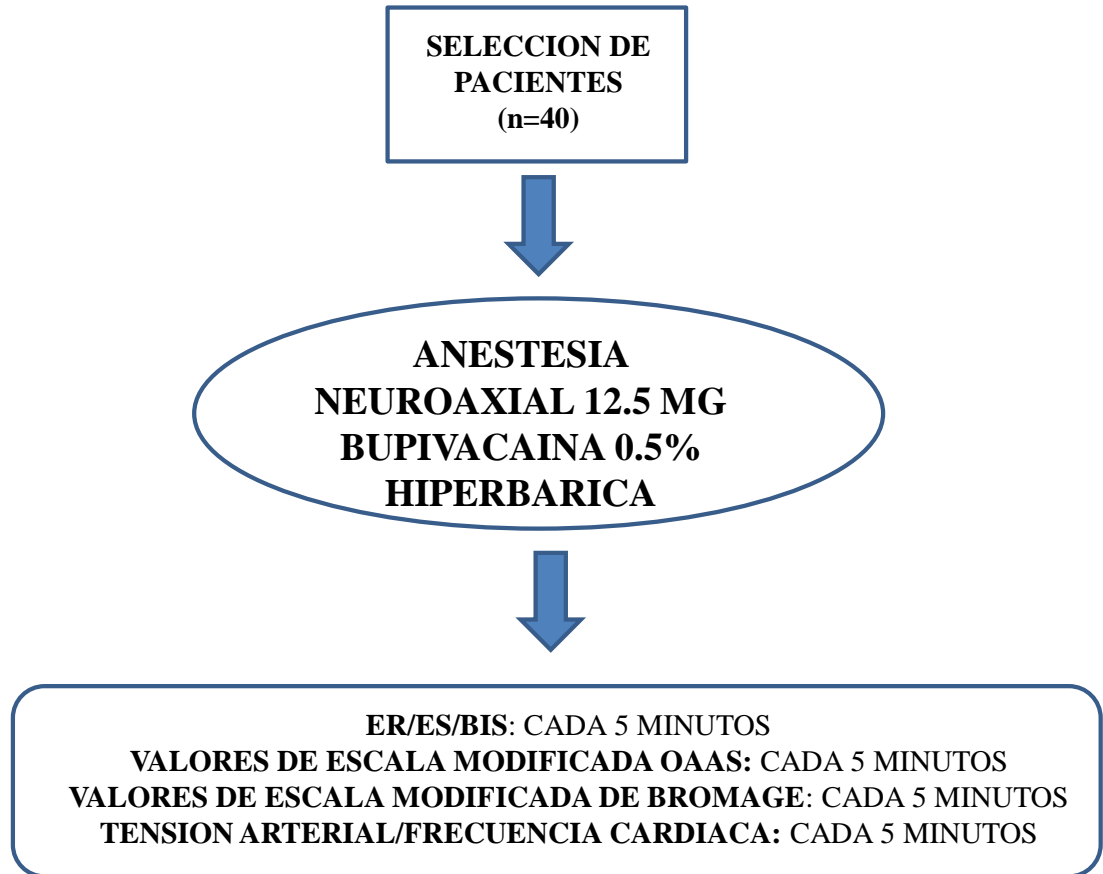 SELECCION DE
PACIENTES
(n=40)
ANESTESIA
NEUROAXIAL 12.5 MG
BUPIVACAINA 0.5%
HIPERBARICA
ER/ES/BIS: CADA 5 MINUTOS
VALORES DE ESCALA MODIFICADA OAAS: CADA 5 MINUTOS
VALORES DE ESCALA MODIFICADA DE BROMAGE: CADA 5 MINUTOS
TENSION ARTERIAL/FRECUENCIA CARDIACA: CADA 5 MINUTOS